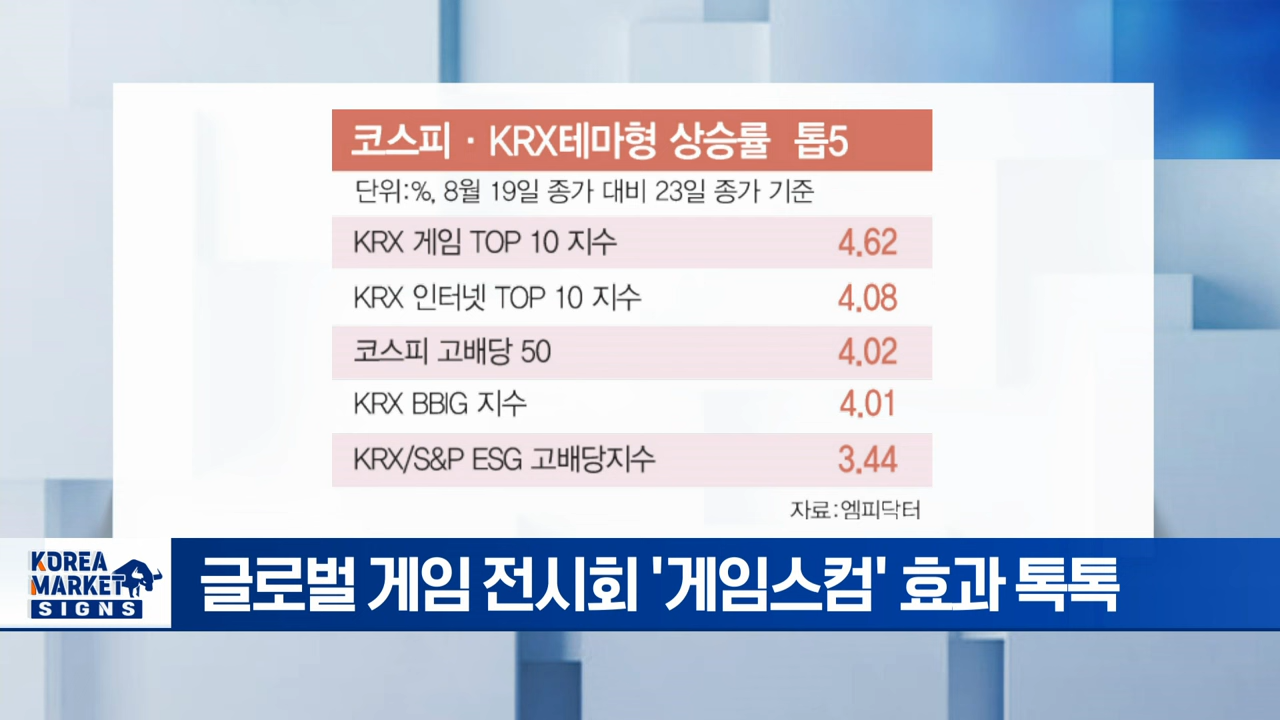 코스피 · KRX테마형 상승률 톱5
단위:%, 8월 19일 종가 대비 23일 종가 기준
KRX 게임 TOP 10 지수 4.62
KRX 인터넷 TOP 10 지수 4.08
코스피 고배당 50 4.02
KRX BBIG 지수 4.01
KRX/S&P ESG 고배당지수 3.44
자료:엠피닥터
KOREA
MARKET
SIGNS
글로벌 게임 전시회 '게임스컴' 효과 톡톡